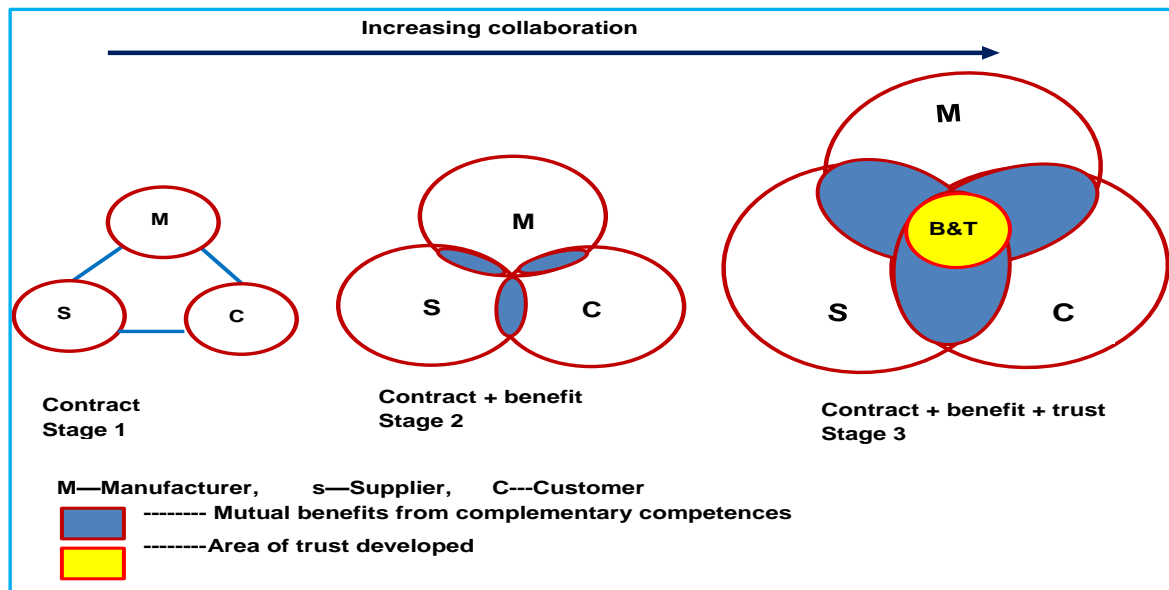 Increasing collaboration
M
S
C
M
S
C
M
B&T
S
C
Contract
Stage 1
Contract + benefit
Stage 2
Contract + benefit + trust
Stage 3
M—Manufacturer, s—Supplier, C---Customer
-------- Mutual benefits from complementary competences
--------Area of trust developed